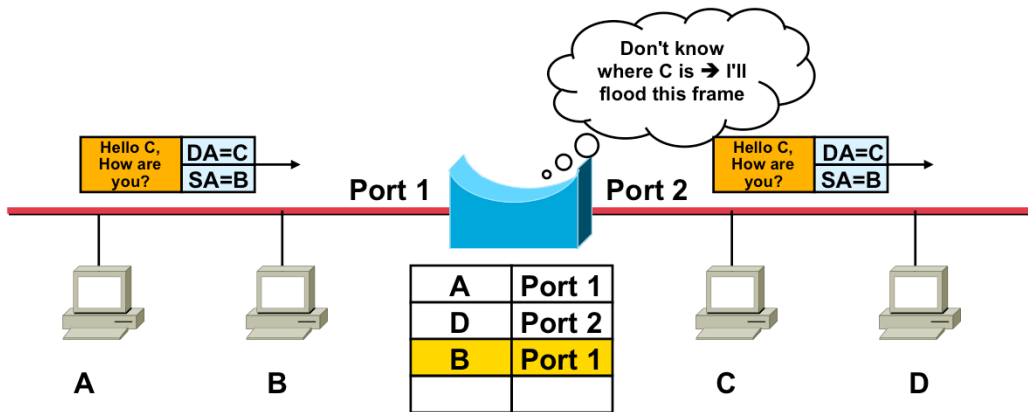 Don't know
where C is ➔ I'll
flood this frame
Hello C,
How are
you?
DA=C
SA=B
Hello C,
How are
you?
DA=C
SA=B
Port 1
Port 2
A Port 1
D Port 2
B Port 1
A
B
C
D